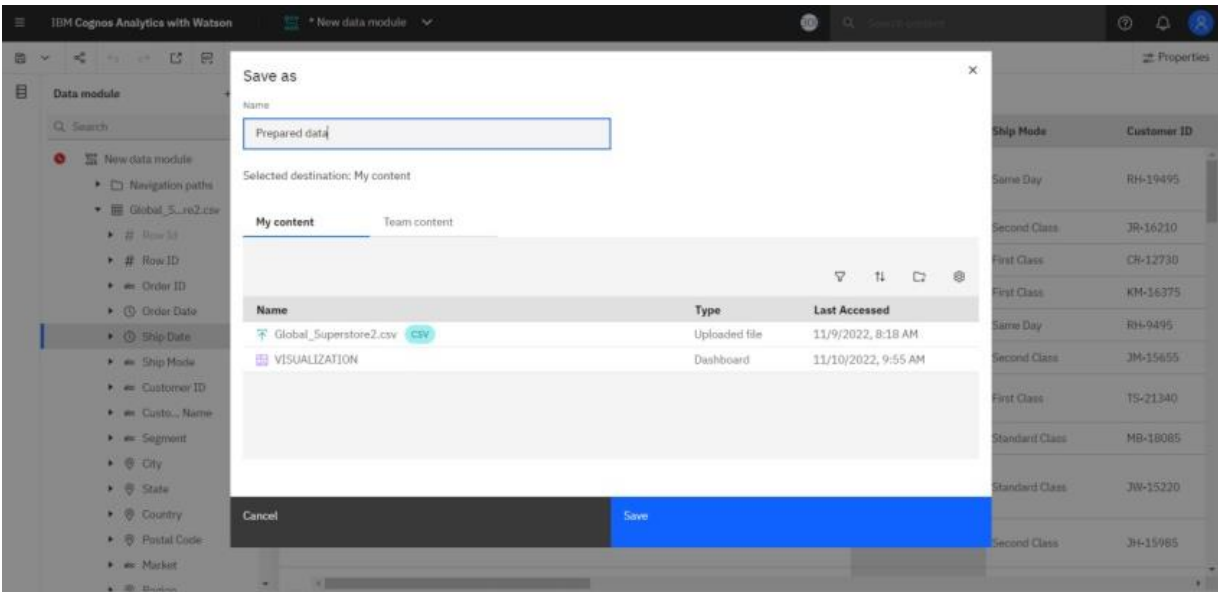 IBM Cognos Analytics with Watson
* New data module
Search content
Properties
Data module
Search
New data module
Navigation paths
Global_S...re2.csv
Row Id
Row ID
Order ID
Order Date
Ship Date
Ship Mode
Customer ID
Custo... Name
Segment
City
State
Country
Postal Code
Market
Region
Save as
Name
Prepared data
Selected destination: My content
My content Team content
Name Type Last Accessed
Global_Superstore2.csv CSV Uploaded file 11/9/2022, 8:18 AM
VISUALIZATION Dashboard 11/10/2022, 9:55 AM
Cancel Save
Ship Mode Customer ID
Same Day RH-19495
Second Class JR-16210
First Class CR-12730
First Class KM-16375
Same Day RH-9495
Second Class JM-15655
First Class TS-21340
Standard Class MB-18085
Standard Class JW-15220
Second Class JH-15985